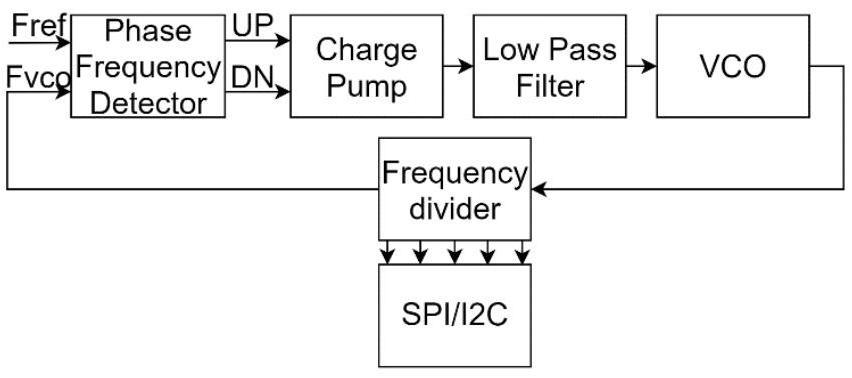 Fref
Fvco
Phase
Frequency
Detector
UP
DN
Charge
Pump
Low Pass
Filter
VCO
Frequency
divider
SPI/I2C